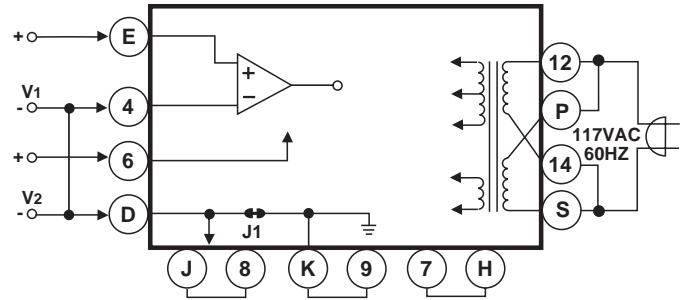 + E
12
V1
+
-
- 4
P
117VAC
60HZ
+ 6
14
V2
- D
S
J1
J 8 K 9 7 H